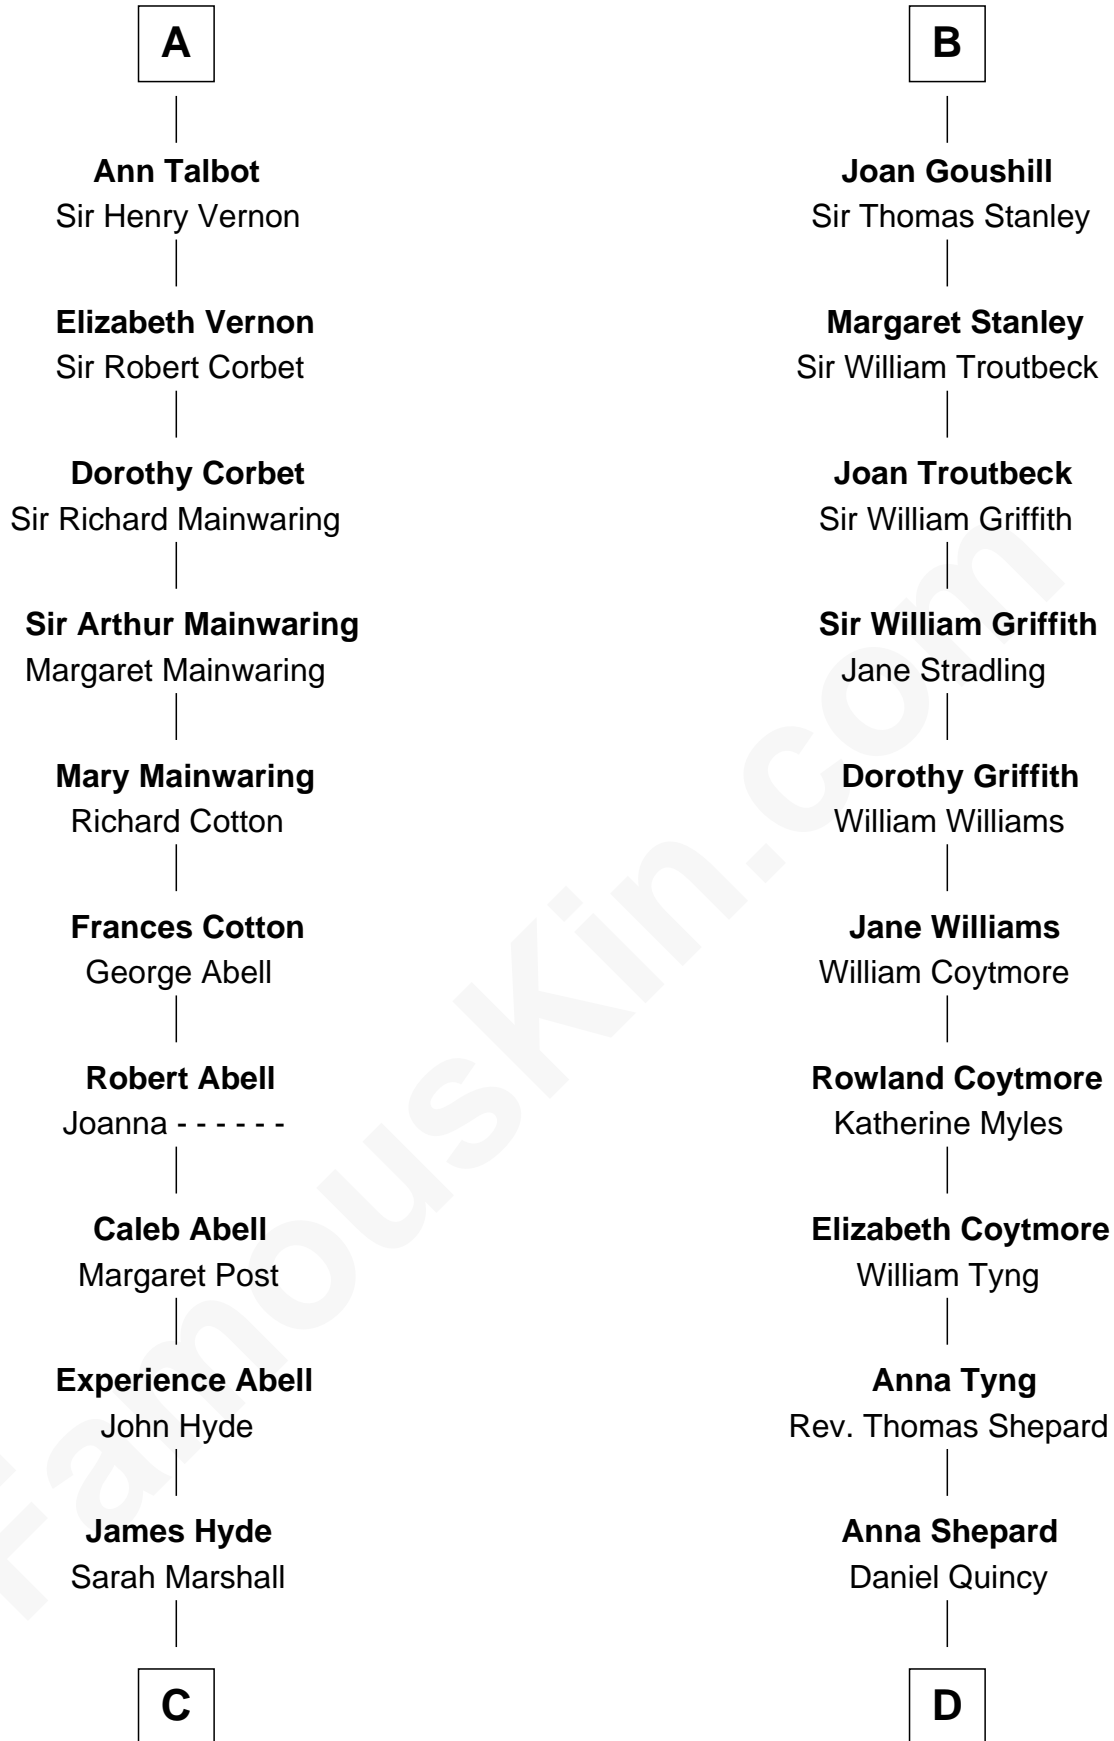 A
Ann Talbot
Sir Henry Vernon
Elizabeth Vernon
Sir Robert Corbet
Dorothy Corbet
Sir Richard Mainwaring
Sir Arthur Mainwaring
Margaret Mainwaring
Mary Mainwaring
Richard Cotton
Frances Cotton
George Abell
Robert Abell
Joanna - - - - - -
Caleb Abell
Margaret Post
Experience Abell
John Hyde
James Hyde
Sarah Marshall
C
B
Joan Goushill
Sir Thomas Stanley
Margaret Stanley
Sir William Troutbeck
Joan Troutbeck
Sir William Griffith
Sir William Griffith
Jane Stradling
Dorothy Griffith
William Williams
Jane Williams
William Coytmore
Rowland Coytmore
Katherine Myles
Elizabeth Coytmore
William Tyng
Anna Tyng
Rev. Thomas Shepard
Anna Shepard
Daniel Quincy
D
FamousKin.com